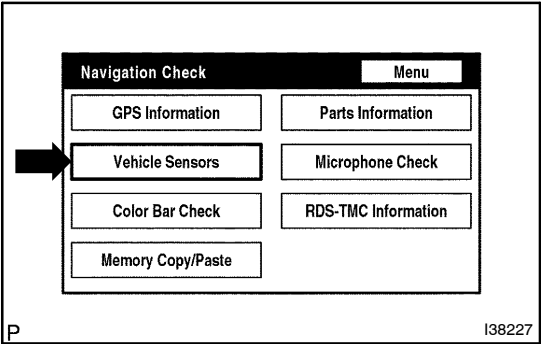 Navigation Check
Menu
GPS Information
Parts Information
Vehicle Sensors
Microphone Check
Color Bar Check
RDS-TMC Information
Memory Copy/Paste
P
I38227